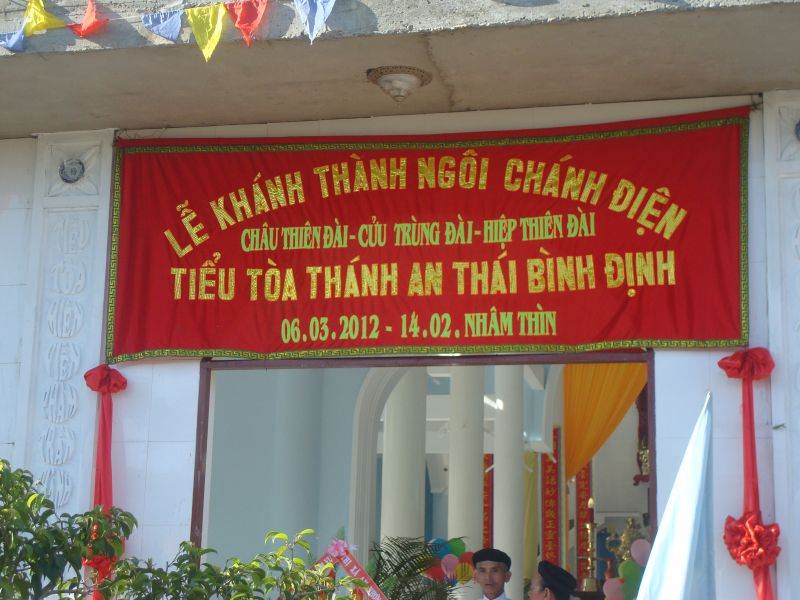 LỄ KHÁNH THÀNH NGÔI CHÁNH ĐIỆN
CHÂU THIÊN ĐÀI - CỬU TRÙNG ĐÀI - HIỆP THIÊN ĐÀI
TIỂU TÒA THÁNH AN THÁI BÌNH ĐỊNH
06.03.2012 - 14.02. NHÂM THÌN